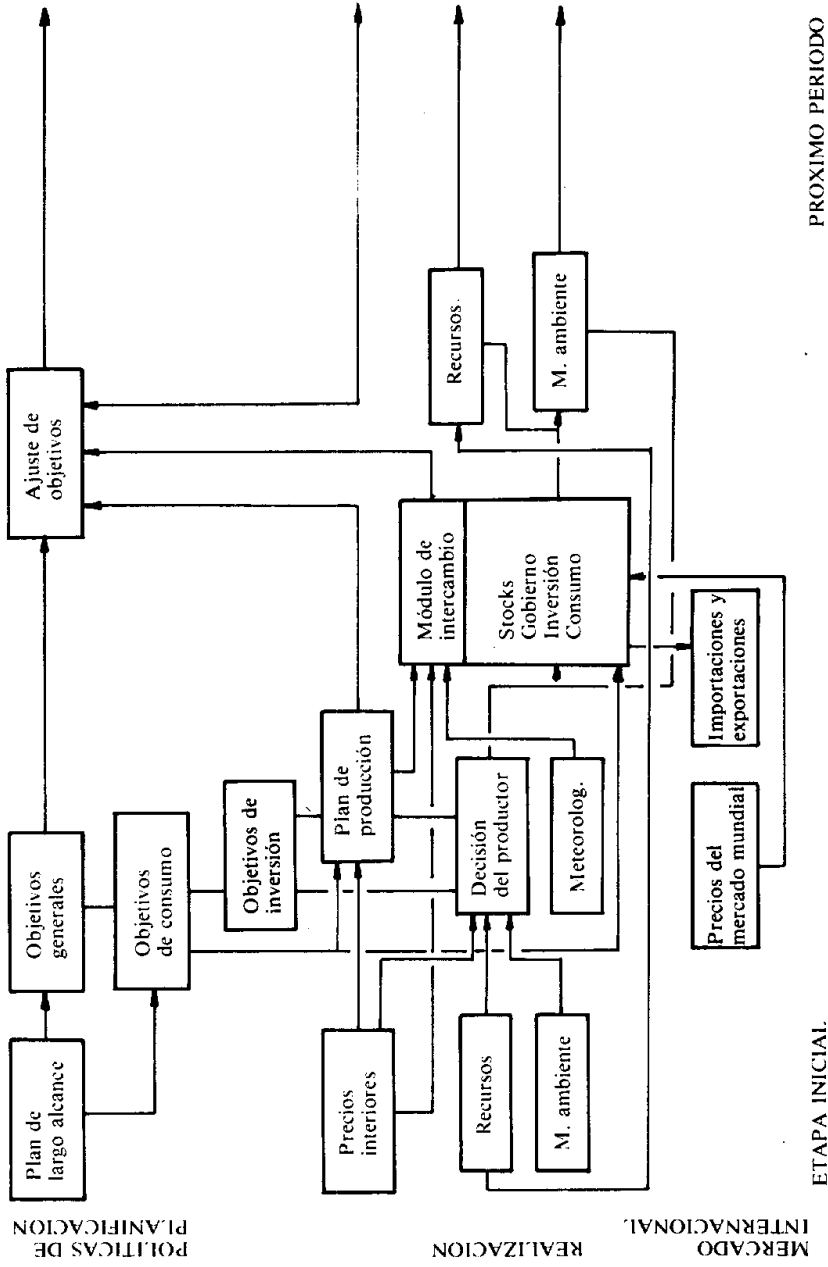 POLITICAS DE
PLANIFICACION
Plan de
largo alcance
Objetivos
generales
Ajuste de
objetivos
Objetivos
de consumo
Objetivos de
inversión
Plan de
producción
REALIZACION
Precios
interiores
Módulo de
intercambio
Stocks
Gobierno
Inversión
Consumo
Recursos.
M. ambiente
Decisión
del productor
Recursos
M. ambiente
Meteorolog.
MERCADO
INTERNACIONAL
Precios del
mercado mundial
Importaciones y
exportaciones
ETAPA INICIAL
PROXIMO PERIODO